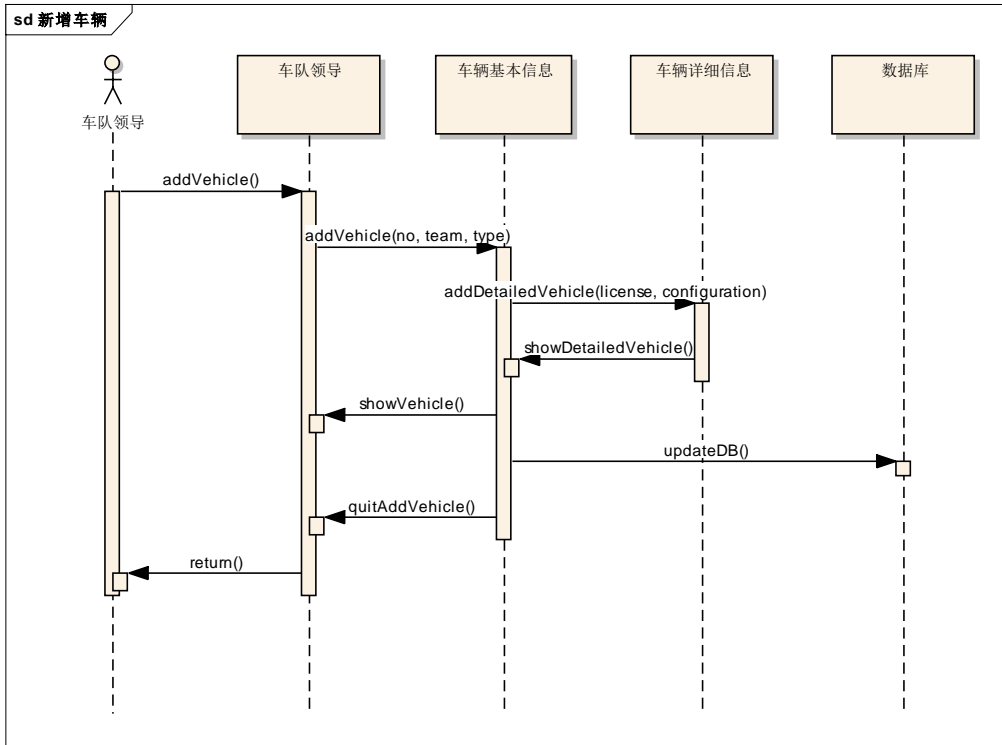 sd 新增车辆
车队领导
车队领导
车辆基本信息
车辆详细信息
数据库
addVehicle()
addVehicle(no, team, type)
addDetailedVehicle(license, configuration)
showDetailedVehicle()
showVehicle()
updateDB()
quitAddVehicle()
return()